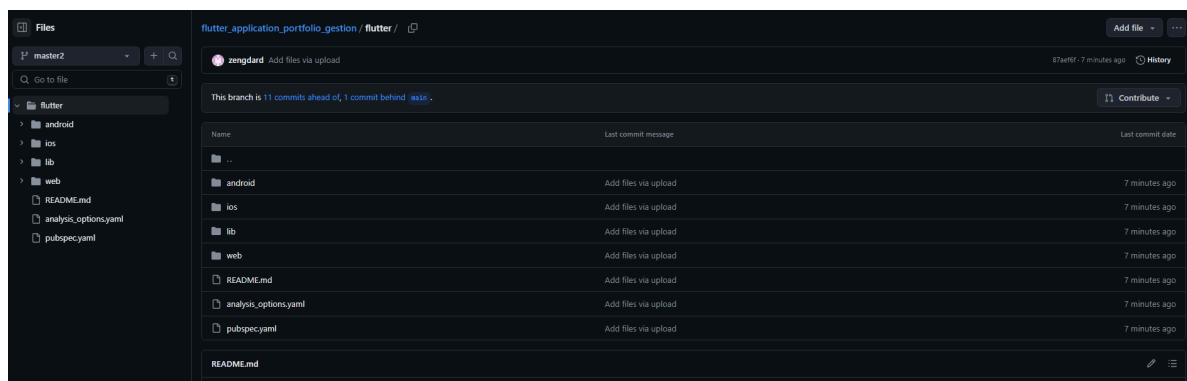 Files
master2
Go to file
t
flutter
android
ios
lib
web
README.md
analysis_options.yaml
pubspec.yaml
flutter_application_portfolio_gestion / flutter /
Add file
zengdard Add files via upload
87aef6f · 7 minutes ago History
This branch is 11 commits ahead of, 1 commit behind main .
Contribute
Name Last commit message Last commit date
..
android Add files via upload 7 minutes ago
ios Add files via upload 7 minutes ago
lib Add files via upload 7 minutes ago
web Add files via upload 7 minutes ago
README.md Add files via upload 7 minutes ago
analysis_options.yaml Add files via upload 7 minutes ago
pubspec.yaml Add files via upload 7 minutes ago
README.md